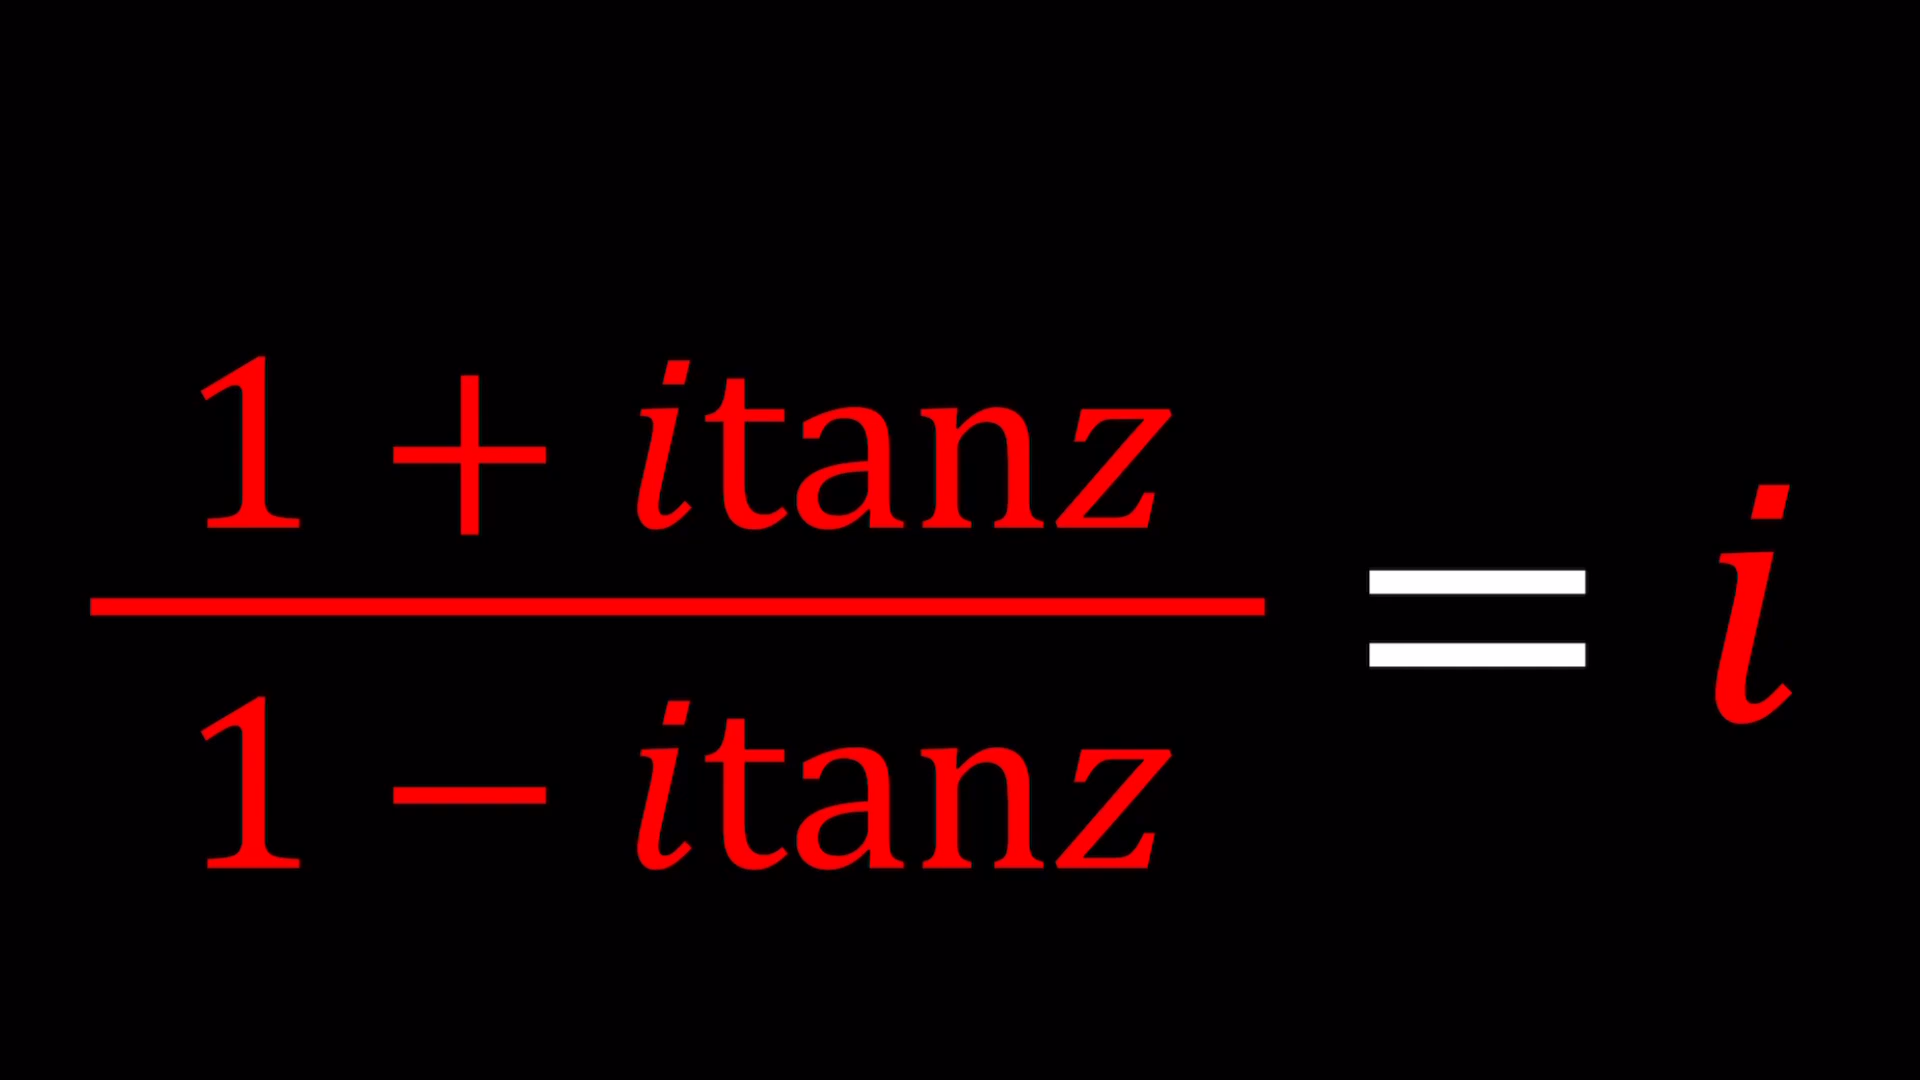 1 + itanz
= i
1 − itanz